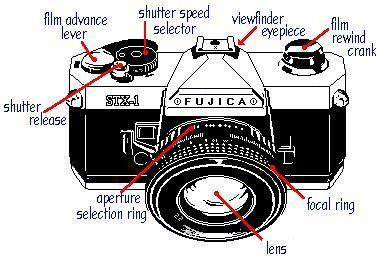 film advance
lever
shutter speed
selector
viewfinder
eyepiece
film
rewind
crank
shutter
release
STX-1
FUJICA
aperture
selection ring
focal ring
lens